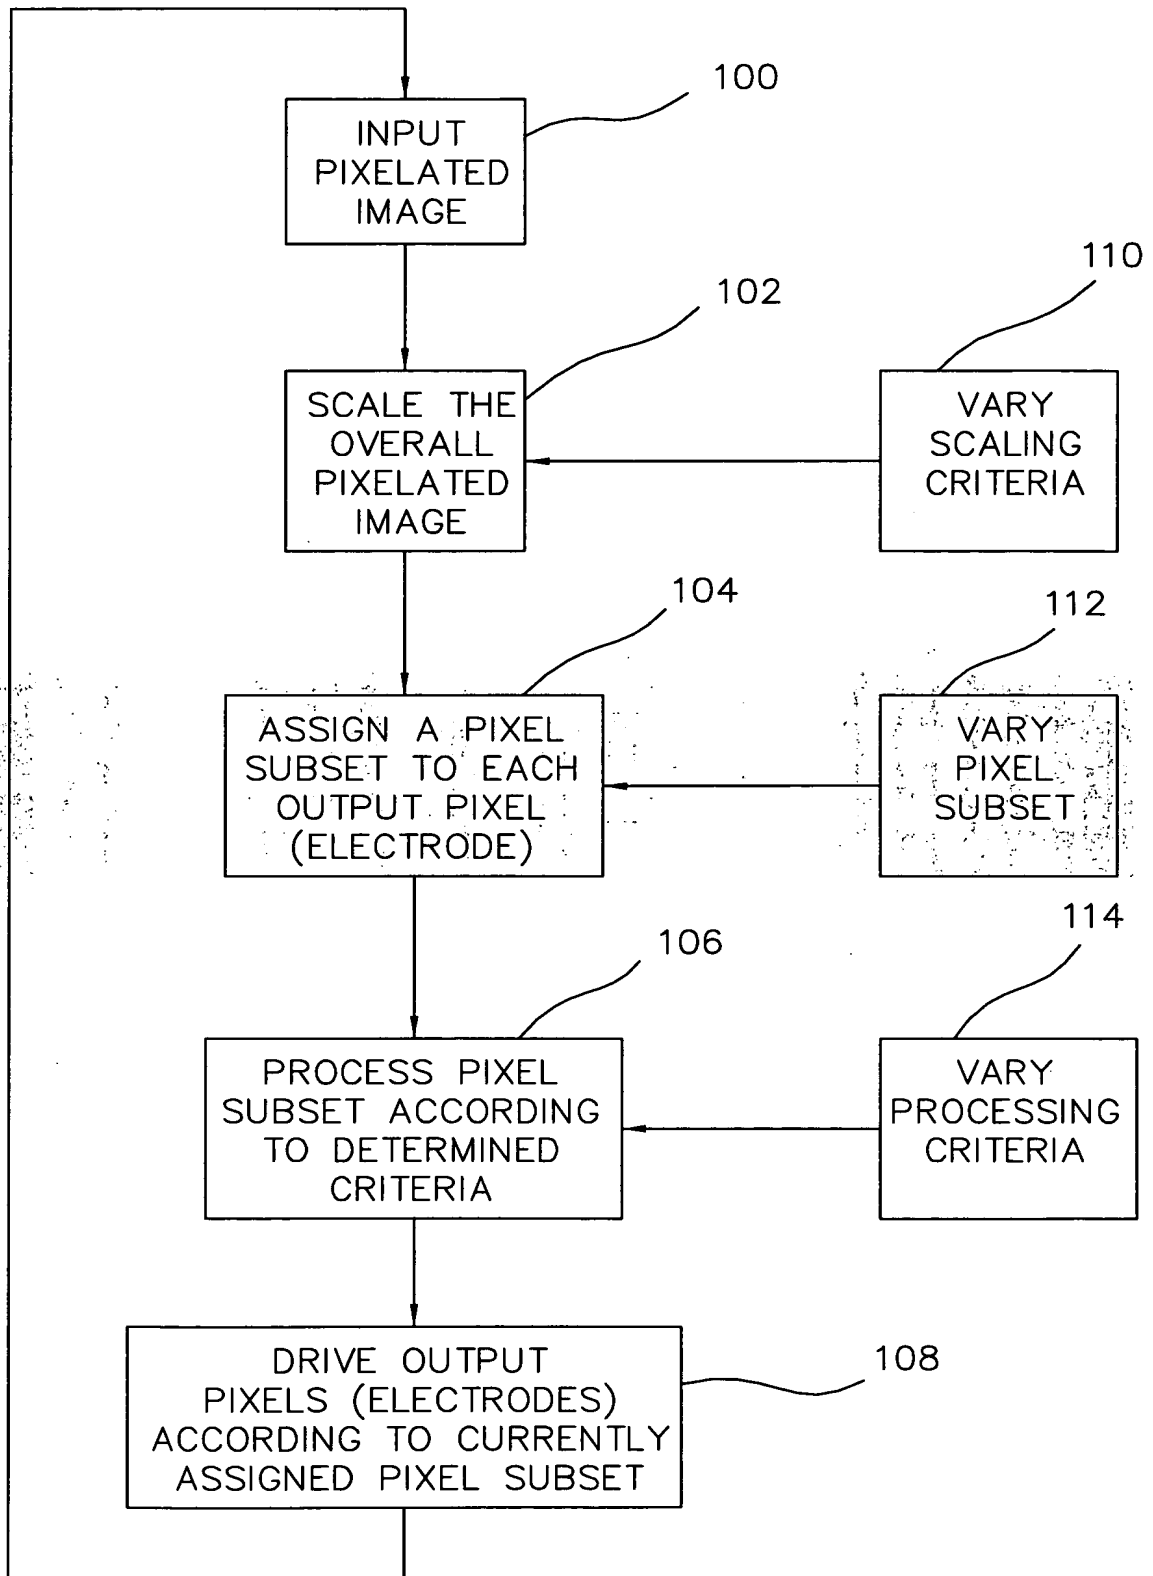 100
INPUT
PIXELATED
IMAGE
102
110
SCALE THE
OVERALL
PIXELATED
IMAGE
VARY
SCALING
CRITERIA
104
112
ASSIGN A PIXEL
SUBSET TO EACH
OUTPUT PIXEL
(ELECTRODE)
VARY
PIXEL
SUBSET
106
114
PROCESS PIXEL
SUBSET ACCORDING
TO DETERMINED
CRITERIA
VARY
PROCESSING
CRITERIA
108
DRIVE OUTPUT
PIXELS (ELECTRODES)
ACCORDING TO CURRENTLY
ASSIGNED PIXEL SUBSET